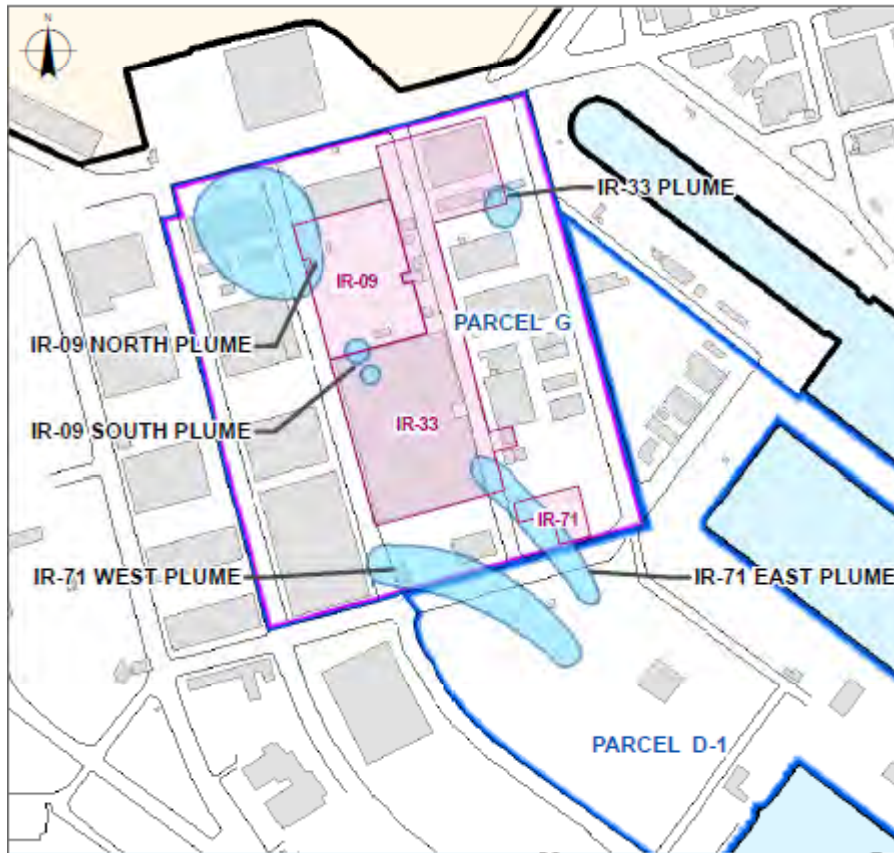 N
IR-33 PLUME
IR-09
PARCEL G
IR-09 NORTH PLUME
IR-09 SOUTH PLUME
IR-33
IR-71
IR-71 WEST PLUME
IR-71 EAST PLUME
PARCEL D-1